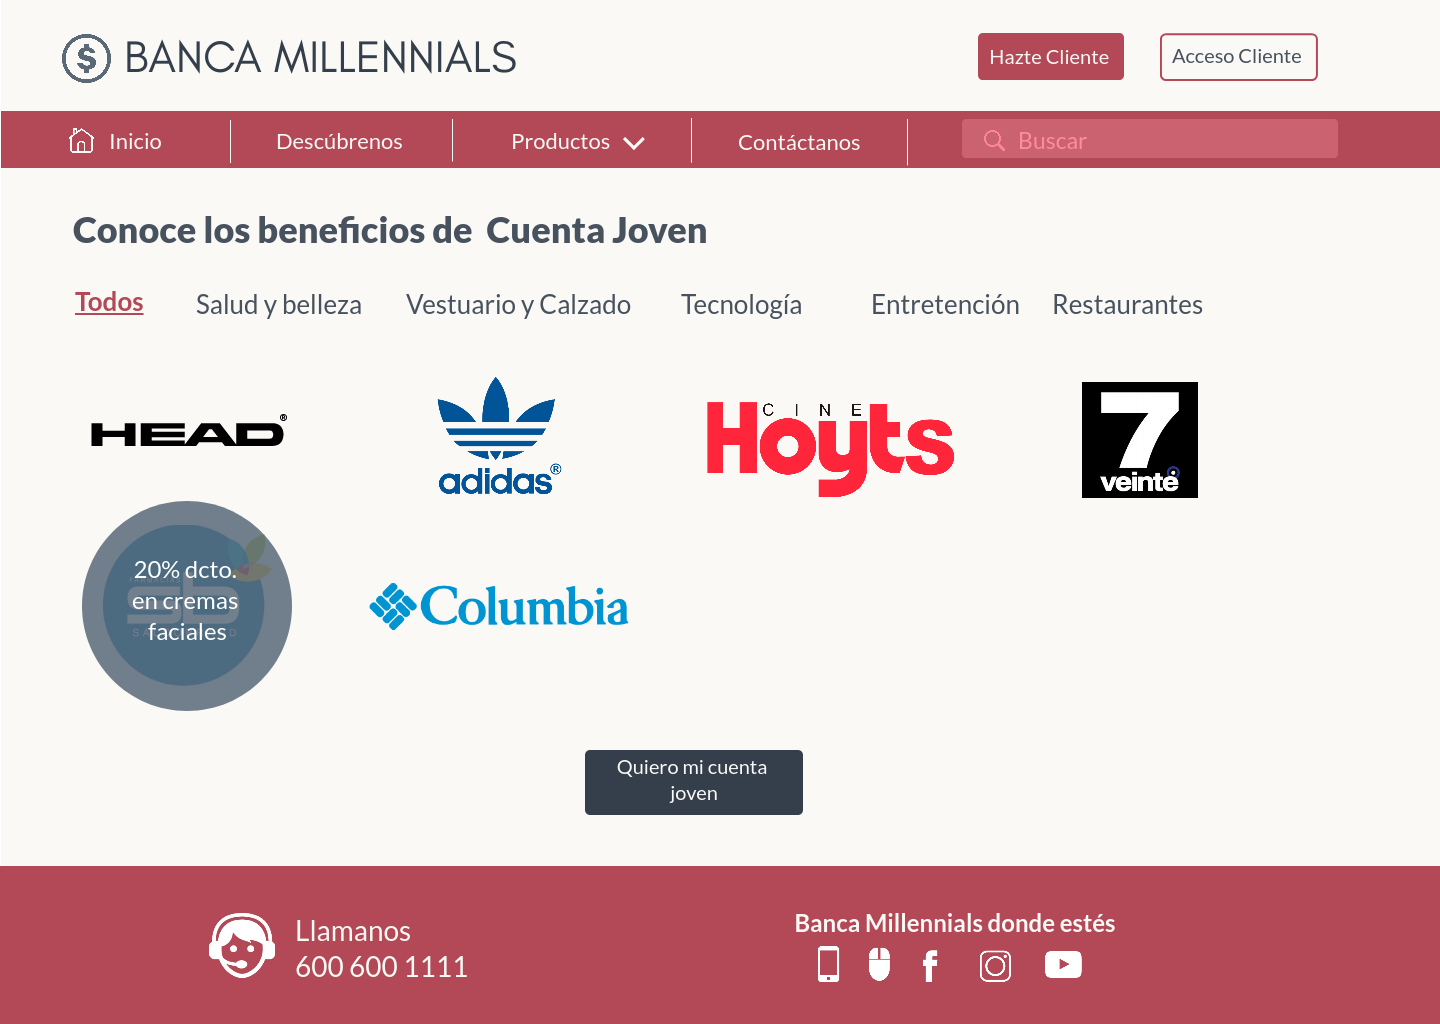 BANCA MILLENNIALS
Hazte Cliente
Acceso Cliente
Inicio
Descúbrenos
Productos
Contáctanos
Buscar
Conoce los beneficios de Cuenta Joven
Todos
Salud y belleza
Vestuario y Calzado
Tecnología
Entretención
Restaurantes
HEAD®
adidas®
CINE
Hoyts
7
veinte
20% dcto.
en cremas
faciales
sb
Columbia
Quiero mi cuenta
joven
Llamanos
600 600 1111
Banca Millennials donde estés